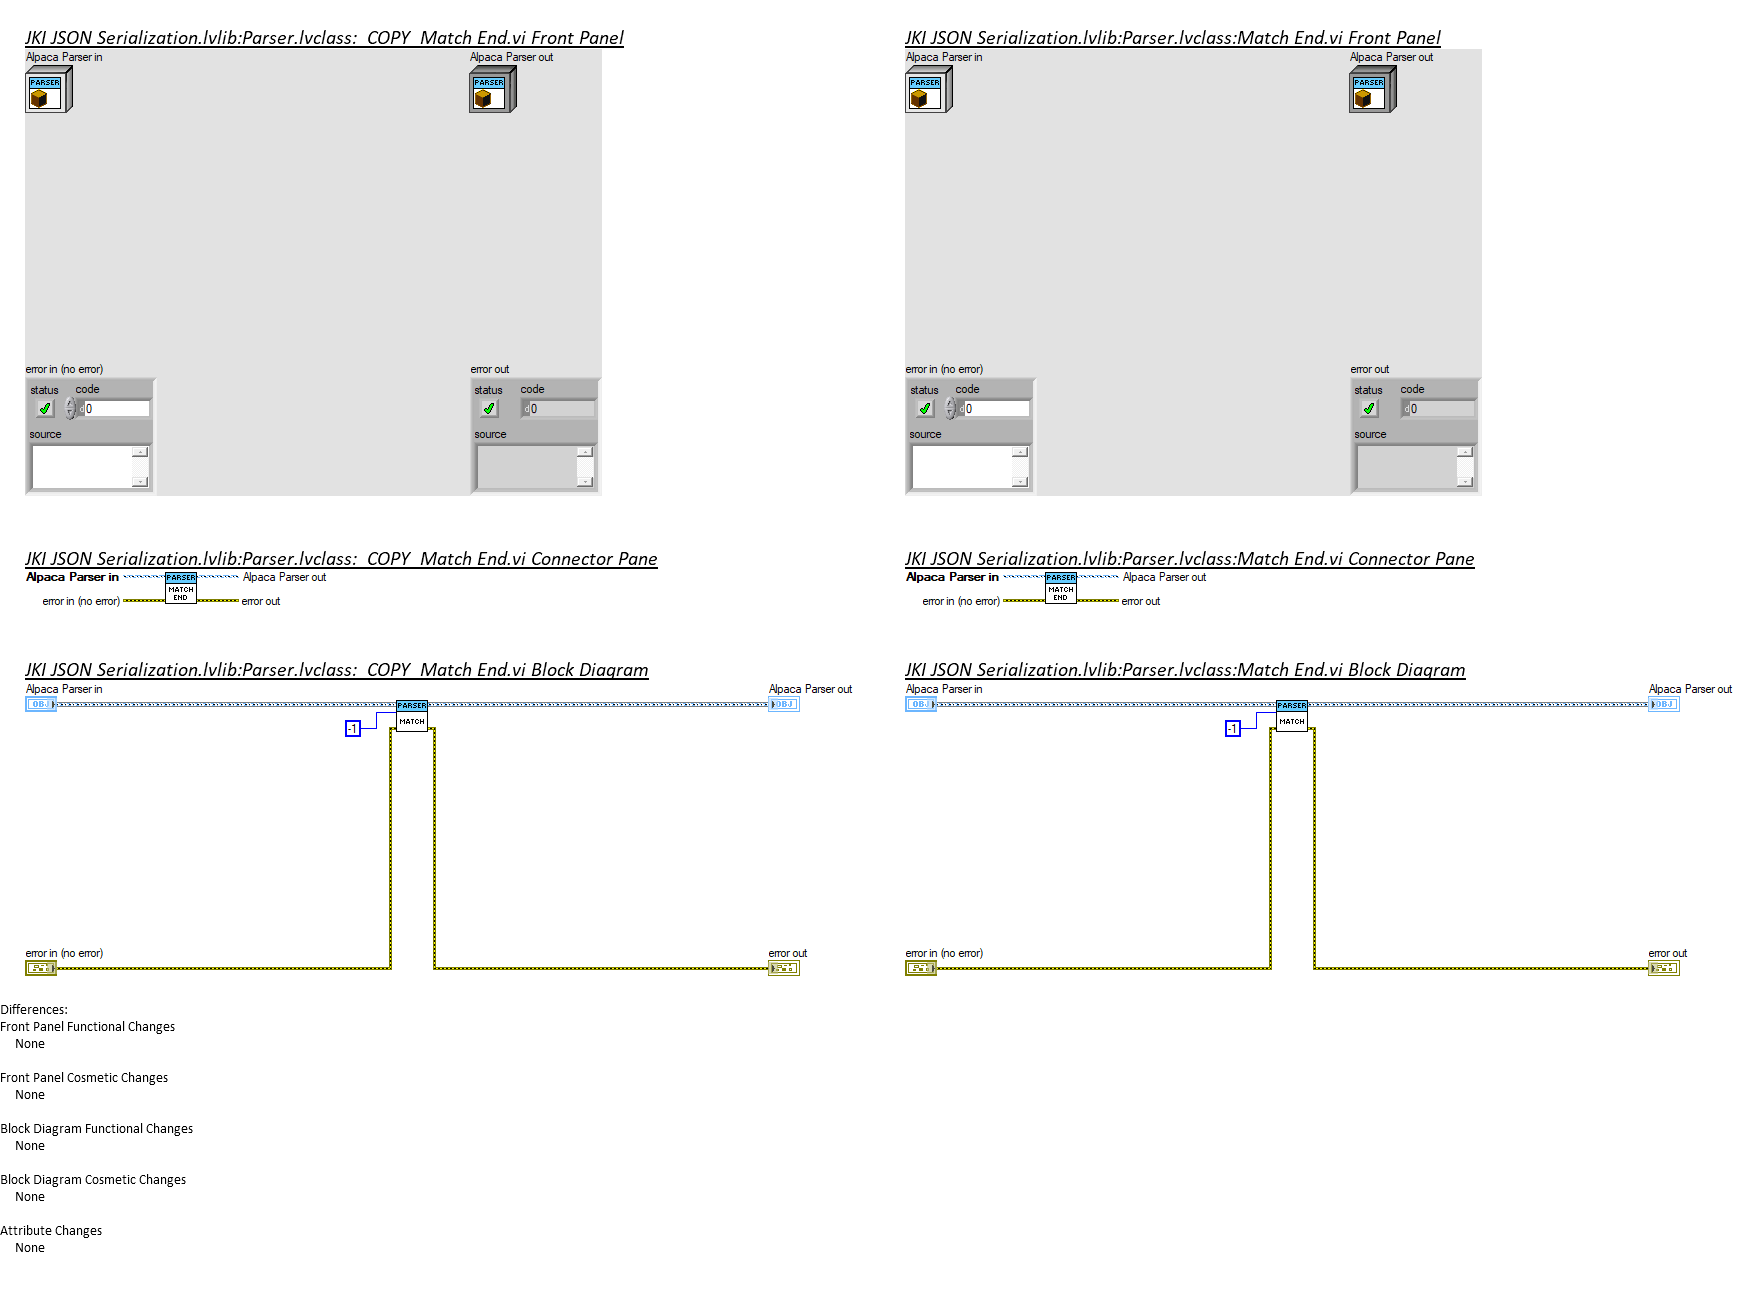 JKI JSON Serialization.lvlib:Parser.lvclass:  COPY  Match End.vi Front Panel
Alpaca Parser in
Alpaca Parser out
PARSER
PARSER
error in (no error)
error out
status
code
status
code
d 0
d 0
source
source
JKI JSON Serialization.lvlib:Parser.lvclass:Match End.vi Front Panel
Alpaca Parser in
Alpaca Parser out
PARSER
PARSER
error in (no error)
error out
status
code
status
code
d 0
d 0
source
source
JKI JSON Serialization.lvlib:Parser.lvclass:  COPY  Match End.vi Connector Pane
Alpaca Parser in
PARSER
MATCH
END
Alpaca Parser out
error in (no error)
error out
JKI JSON Serialization.lvlib:Parser.lvclass:Match End.vi Connector Pane
Alpaca Parser in
PARSER
MATCH
END
Alpaca Parser out
error in (no error)
error out
JKI JSON Serialization.lvlib:Parser.lvclass:  COPY  Match End.vi Block Diagram
Alpaca Parser in
Alpaca Parser out
OBJ
PARSER
MATCH
OBJ
-1
error in (no error)
error out
JKI JSON Serialization.lvlib:Parser.lvclass:Match End.vi Block Diagram
Alpaca Parser in
Alpaca Parser out
OBJ
PARSER
MATCH
OBJ
-1
error in (no error)
error out
Differences:
Front Panel Functional Changes
None
Front Panel Cosmetic Changes
None
Block Diagram Functional Changes
None
Block Diagram Cosmetic Changes
None
Attribute Changes
None